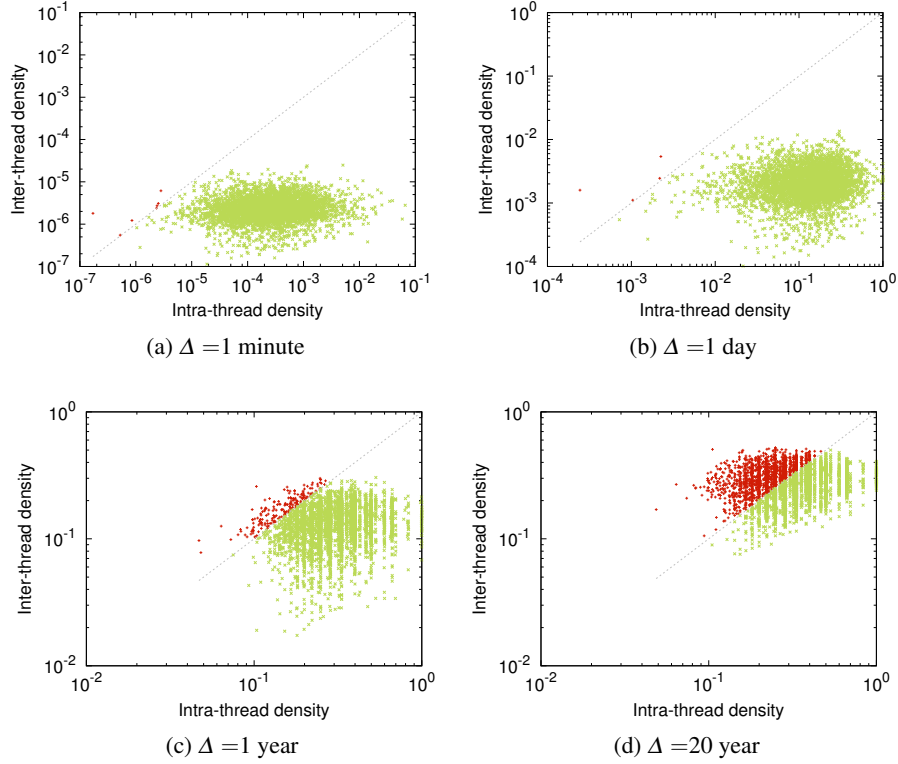 10^-1
10^0
10^-2
10^-1
10^-3
10^-4
10^-2
10^-5
10^-3
10^-6
10^-7
10^-4
Inter-thread density
Inter-thread density
10^-7 10^-6 10^-5 10^-4 10^-3 10^-2 10^-1
10^-4 10^-3 10^-2 10^-1 10^0
Intra-thread density
Intra-thread density
(a) Δ =1 minute
(b) Δ =1 day
10^0
10^0
10^-1
10^-1
10^-2
10^-2
Inter-thread density
Inter-thread density
10^-2 10^-1 10^0
10^-2 10^-1 10^0
Intra-thread density
Intra-thread density
(c) Δ =1 year
(d) Δ =20 year